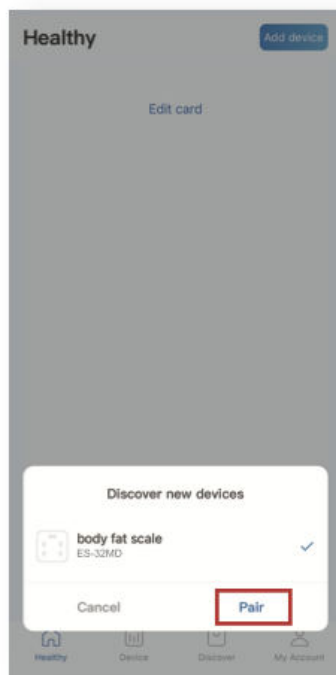 Healthy
Add device
Edit card
Discover new devices
body fat scale
ES-32MD
Cancel
Pair
Healthy
Device
Discover
My Account